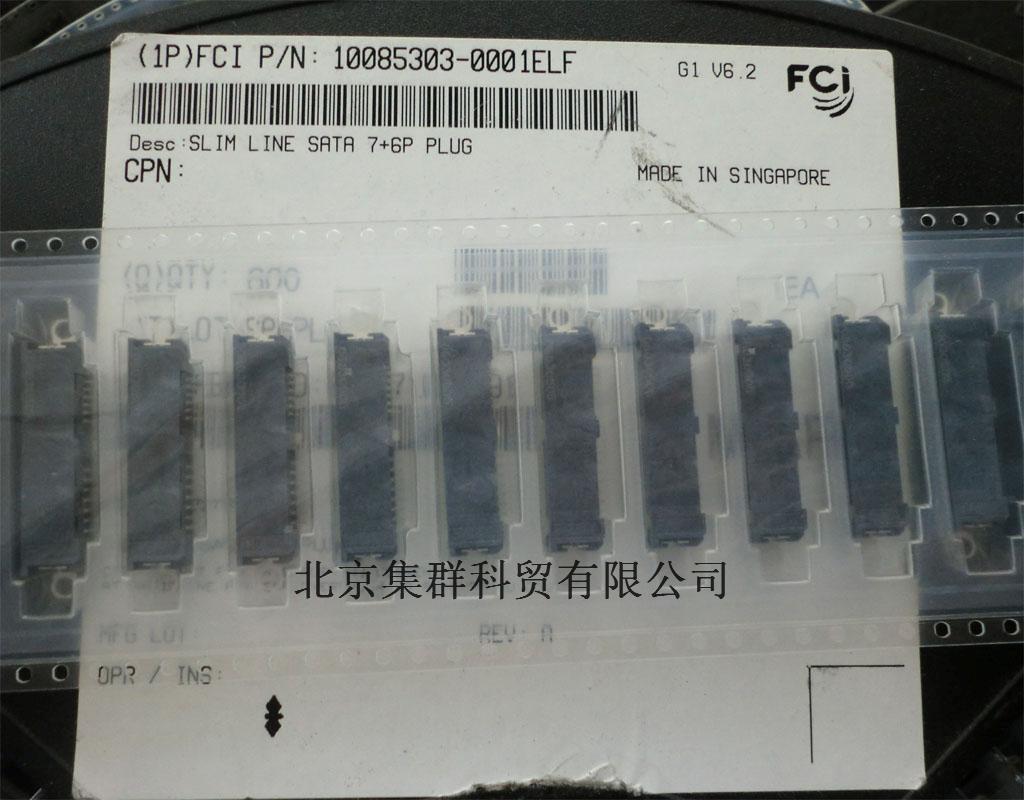 (1P)FCI P/N: 10085303-0001ELF
G1 V6.2
FCi
Desc:SLIM LINE SATA 7+6P PLUG
CPN:
MADE IN SINGAPORE
(Q)QTY: 600
EA
北京集群科贸有限公司
MFG LOT:
REV: A
OPR / INS: